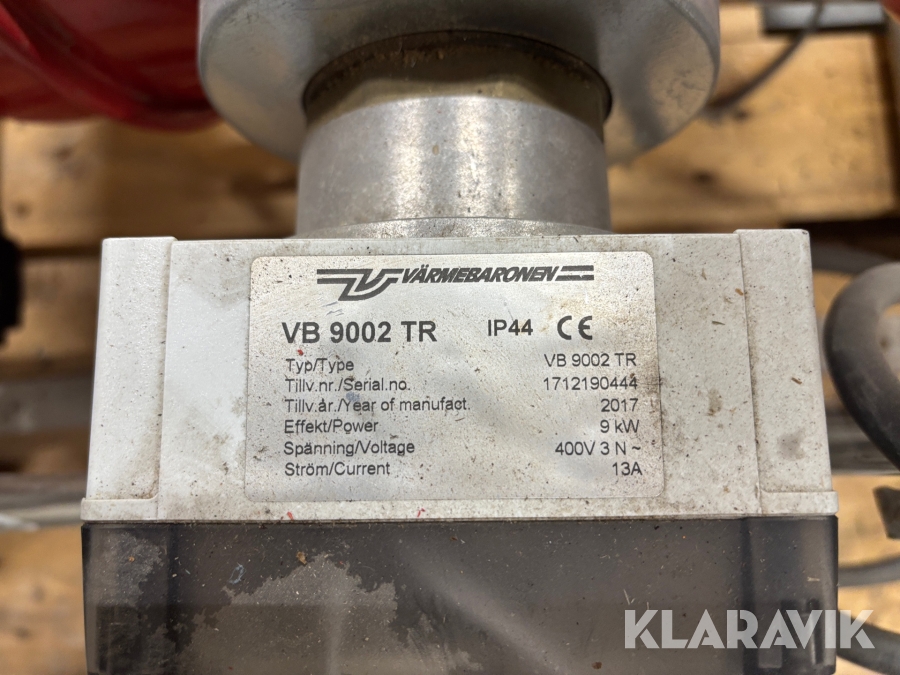 VÄRMEBARONEN
VB 9002 TR IP44 CE
Typ/Type VB 9002 TR
Tillv.nr./Serial.no. 1712190444
Tillv.år./Year of manufact. 2017
Effekt/Power 9 kW
Spänning/Voltage 400V 3 N ~
Ström/Current 13A
KLARAVIK